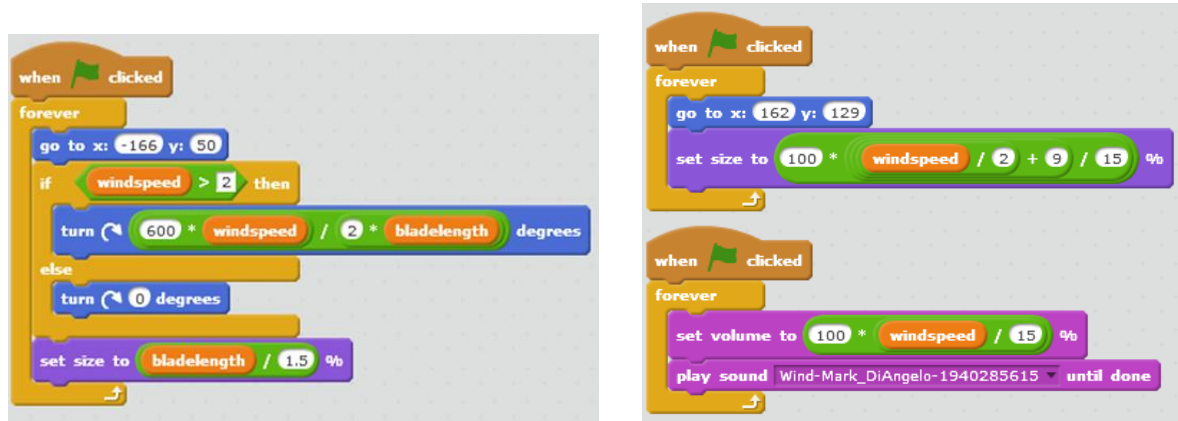 when clicked
forever
go to x: -166 y: 50
if windspeed > 2 then
turn 600 * windspeed / 2 * bladelength degrees
else
turn 0 degrees
set size to bladelength / 1.5 %
when clicked
forever
go to x: 162 y: 129
set size to 100 * windspeed / 2 + 9 / 15 %
when clicked
forever
set volume to 100 * windspeed / 15 %
play sound Wind-Mark_DiAngelo-1940285615 until done